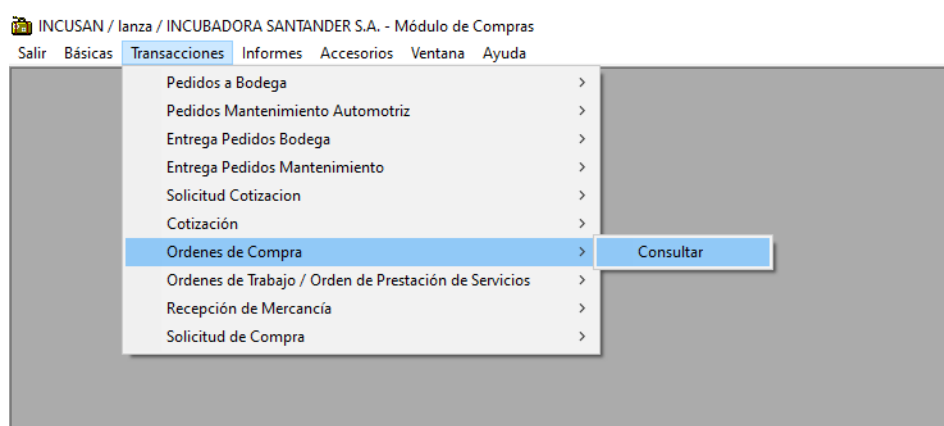 INCUSAN / lanza / INCUBADORA SANTANDER S.A. - Módulo de Compras
Salir Básicas Transacciones Informes Accesorios Ventana Ayuda
Pedidos a Bodega
Pedidos Mantenimiento Automotriz
Entrega Pedidos Bodega
Entrega Pedidos Mantenimiento
Solicitud Cotizacion
Cotización
Ordenes de Compra
Consultar
Ordenes de Trabajo / Orden de Prestación de Servicios
Recepción de Mercancía
Solicitud de Compra